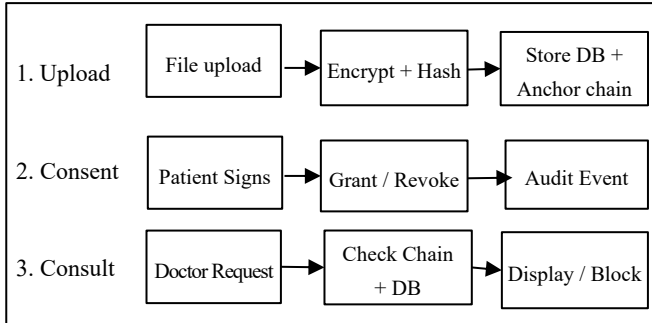 1. Upload
File upload
Encrypt + Hash
Store DB +
Anchor chain
2. Consent
Patient Signs
Grant / Revoke
Audit Event
3. Consult
Doctor Request
Check Chain
+ DB
Display / Block